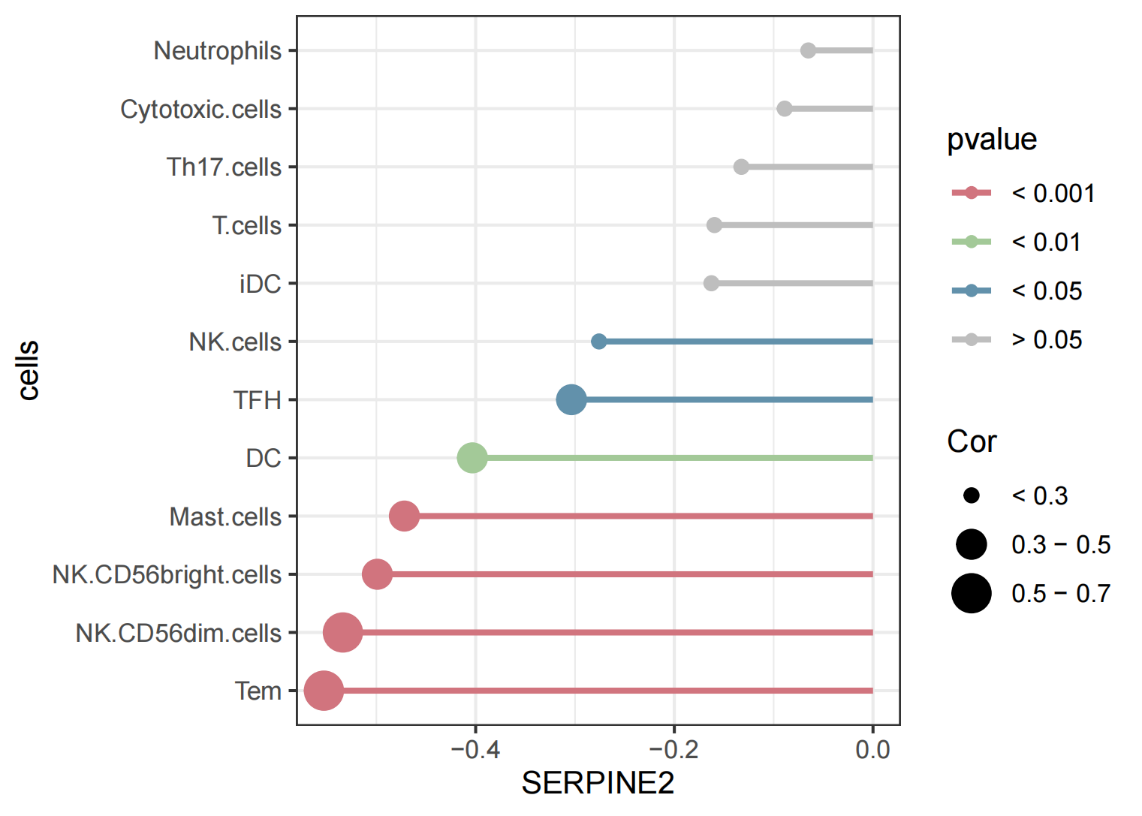 Neutrophils
Cytotoxic.cells
Th17.cells
T.cells
iDC
NK.cells
TFH
DC
Mast.cells
NK.CD56bright.cells
NK.CD56dim.cells
Tem
cells
−0.4 −0.2 0.0
SERPINE2
pvalue
< 0.001
< 0.01
< 0.05
> 0.05
Cor
< 0.3
0.3 − 0.5
0.5 − 0.7